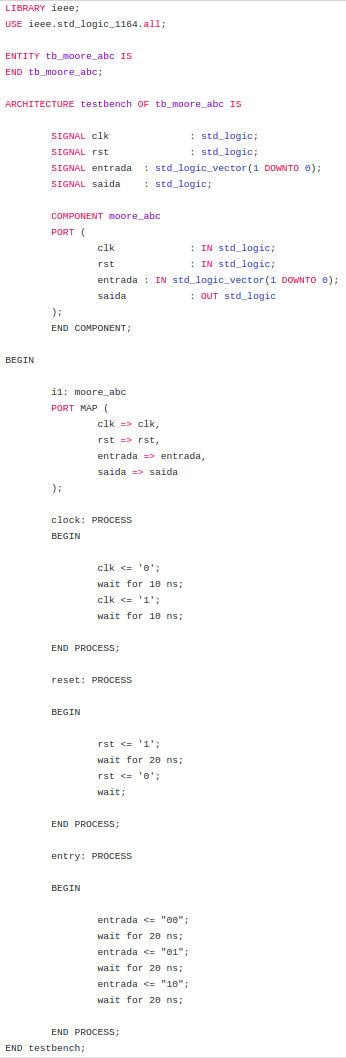 LIBRARY ieee;
USE ieee.std_logic_1164.all;
ENTITY tb_moore_abc IS
END tb_moore_abc;
ARCHITECTURE testbench OF tb_moore_abc IS
SIGNAL clk : std_logic;
SIGNAL rst : std_logic;
SIGNAL entrada : std_logic_vector(1 DOWNTO 0);
SIGNAL saida : std_logic;
COMPONENT moore_abc
PORT (
clk : IN std_logic;
rst : IN std_logic;
entrada : IN std_logic_vector(1 DOWNTO 0);
saida : OUT std_logic
);
END COMPONENT;
BEGIN
i1: moore_abc
PORT MAP (
clk => clk,
rst => rst,
entrada => entrada,
saida => saida
);
clock: PROCESS
BEGIN
clk <= '0';
wait for 10 ns;
clk <= '1';
wait for 10 ns;
END PROCESS;
reset: PROCESS
BEGIN
rst <= '1';
wait for 20 ns;
rst <= '0';
wait;
END PROCESS;
entry: PROCESS
BEGIN
entrada <= "00";
wait for 20 ns;
entrada <= "01";
wait for 20 ns;
entrada <= "10";
wait for 20 ns;
END PROCESS;
END testbench;